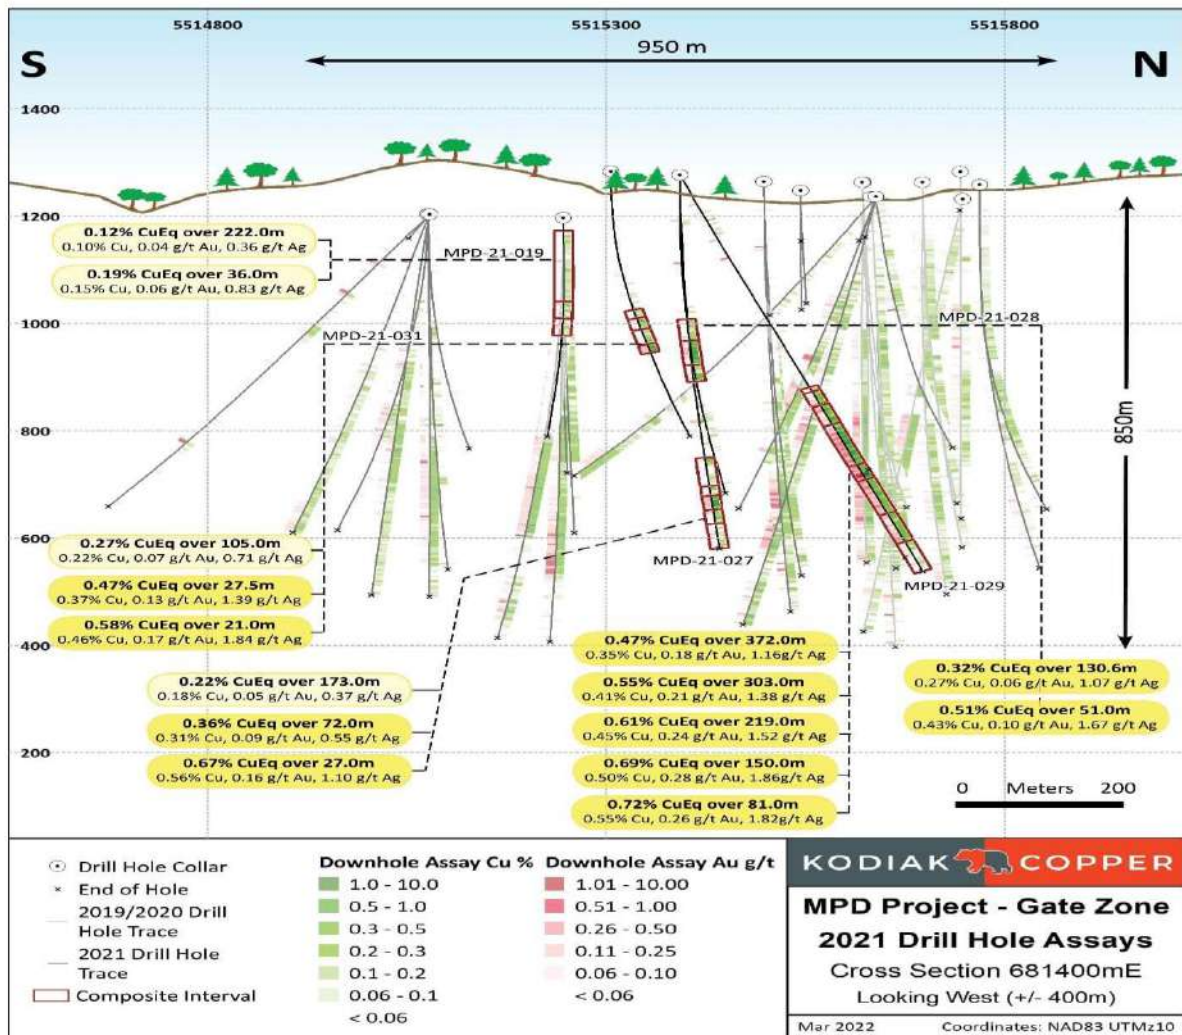 5514800 5515300 5515800
950 m
S N
1400
1200
1000
800
600
400
200
0.12% CuEq over 222.0m
0.10% Cu, 0.04 g/t Au, 0.36 g/t Ag
0.19% CuEq over 36.0m
0.15% Cu, 0.06 g/t Au, 0.83 g/t Ag
MPD-21-019
MPD-21-031
MPD-21-028
850m
0.27% CuEq over 105.0m
0.22% Cu, 0.07 g/t Au, 0.71 g/t Ag
0.47% CuEq over 27.5m
0.37% Cu, 0.13 g/t Au, 1.39 g/t Ag
0.58% CuEq over 21.0m
0.46% Cu, 0.17 g/t Au, 1.84 g/t Ag
MPD-21-027
MPD-21-029
0.22% CuEq over 173.0m
0.18% Cu, 0.05 g/t Au, 0.37 g/t Ag
0.36% CuEq over 72.0m
0.31% Cu, 0.09 g/t Au, 0.55 g/t Ag
0.67% CuEq over 27.0m
0.56% Cu, 0.16 g/t Au, 1.10 g/t Ag
0.47% CuEq over 372.0m
0.35% Cu, 0.18 g/t Au, 1.16g/t Ag
0.55% CuEq over 303.0m
0.41% Cu, 0.21 g/t Au, 1.38 g/t Ag
0.61% CuEq over 219.0m
0.45% Cu, 0.24 g/t Au, 1.52 g/t Ag
0.69% CuEq over 150.0m
0.50% Cu, 0.28 g/t Au, 1.86g/t Ag
0.72% CuEq over 81.0m
0.55% Cu, 0.26 g/t Au, 1.82g/t Ag
0.32% CuEq over 130.6m
0.27% Cu, 0.06 g/t Au, 1.07 g/t Ag
0.51% CuEq over 51.0m
0.43% Cu, 0.10 g/t Au, 1.67 g/t Ag
0 Meters 200
Drill Hole Collar
End of Hole
2019/2020 Drill
Hole Trace
2021 Drill Hole
Trace
Composite Interval
Downhole Assay Cu %
1.0 - 10.0
0.5 - 1.0
0.3 - 0.5
0.2 - 0.3
0.1 - 0.2
0.06 - 0.1
< 0.06
Downhole Assay Au g/t
1.01 - 10.00
0.51 - 1.00
0.26 - 0.50
0.11 - 0.25
0.06 - 0.10
< 0.06
KODIAK COPPER
MPD Project - Gate Zone
2021 Drill Hole Assays
Cross Section 681400mE
Looking West (+/- 400m)
Mar 2022 Coordinates: NAD83 UTMz10